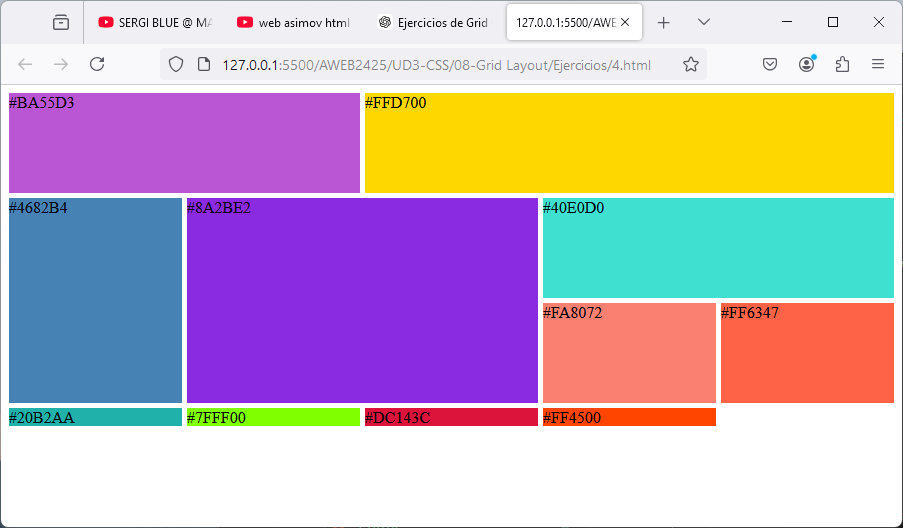 SERGI BLUE @ MA
web asimov html
Ejercicios de Grid
127.0.0.1:5500/AWE
127.0.0.1:5500/AWEB2425/UD3-CSS/08-Grid Layout/Ejercicios/4.html
#BA55D3 #FFD700
#4682B4 #8A2BE2 #40E0D0
#FA8072 #FF6347
#20B2AA #7FFF00 #DC143C #FF4500